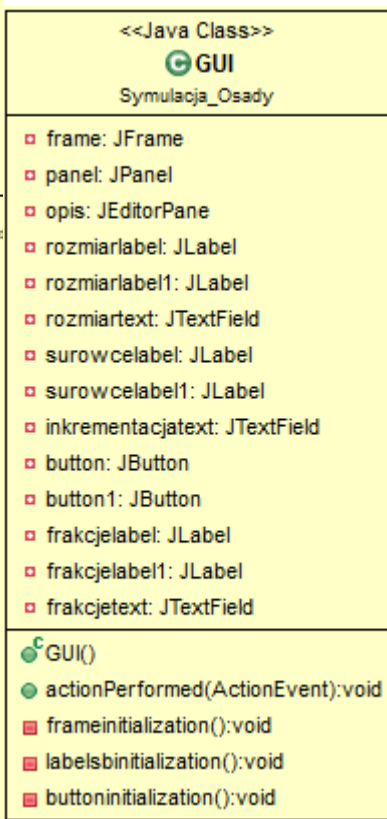 <<Java Class>>
GUI
Symulacja_Osady
frame: JFrame
panel: JPanel
opis: JEditorPane
rozmiarlabel: JLabel
rozmiarlabel1: JLabel
rozmiartext: JTextField
surowcelabel: JLabel
surowcelabel1: JLabel
inkrementacjatext: JTextField
button: JButton
button1: JButton
frakcjelabel: JLabel
frakcjelabel1: JLabel
frakcjetext: JTextField
GUI()
actionPerformed(ActionEvent):void
frameinitialization():void
labelsbinitialization():void
buttoninitialization():void